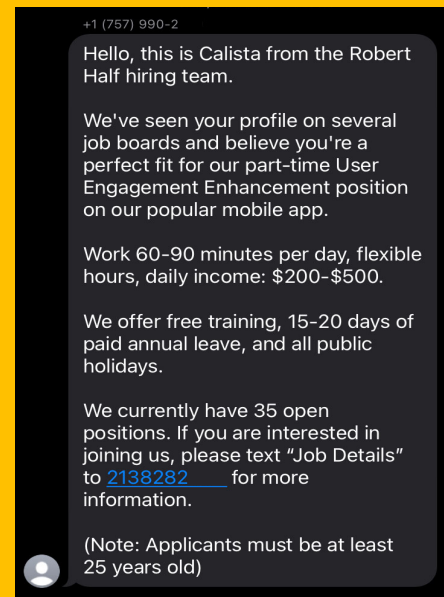 +1 (757) 990-2
Hello, this is Calista from the Robert
Half hiring team.
We've seen your profile on several
job boards and believe you're a
perfect fit for our part-time User
Engagement Enhancement position
on our popular mobile app.
Work 60-90 minutes per day, flexible
hours, daily income: $200-$500.
We offer free training, 15-20 days of
paid annual leave, and all public
holidays.
We currently have 35 open
positions. If you are interested in
joining us, please text “Job Details”
to 2138282 for more
information.
(Note: Applicants must be at least
25 years old)